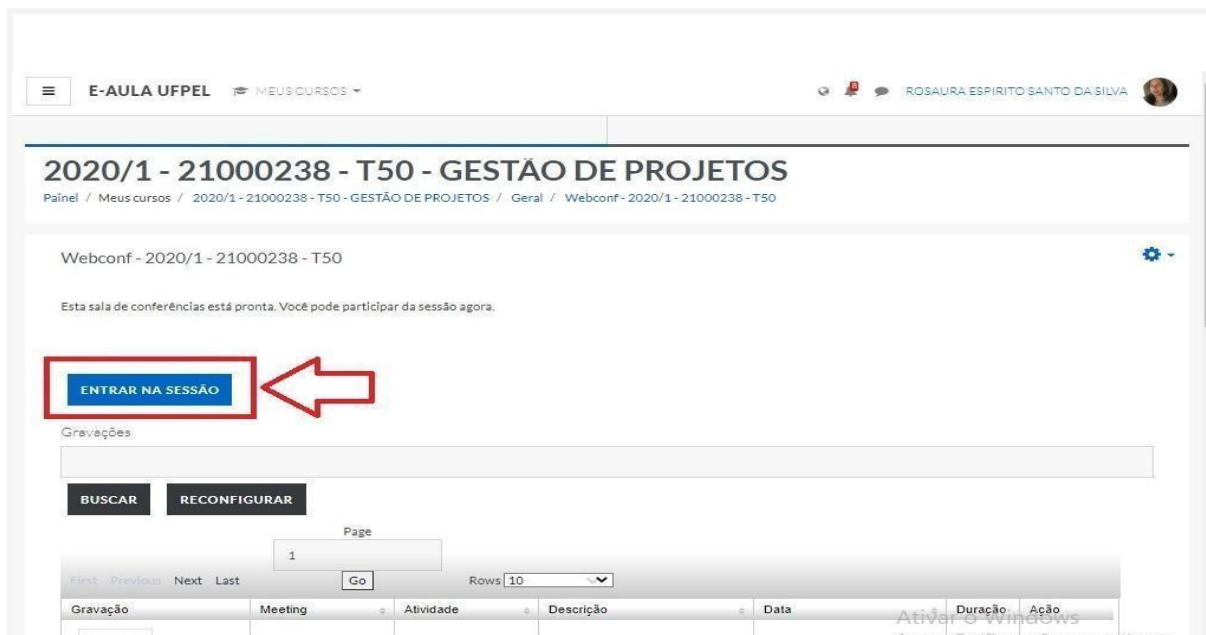 E-AULA UFPEL MEUS CURSOS ROSAURA ESPIRITO SANTO DA SILVA
2020/1 - 21000238 - T50 - GESTÃO DE PROJETOS
Painel / Meus cursos / 2020/1 - 21000238 - T50 - GESTÃO DE PROJETOS / Geral / Webconf - 2020/1 - 21000238 - T50
Webconf - 2020/1 - 21000238 - T50
Esta sala de conferências está pronta. Você pode participar da sessão agora.
ENTRAR NA SESSÃO
Gravações
BUSCAR RECONFIGURAR
Page
1
First Previous Next Last Go Rows 10
Gravação Meeting Atividade Descrição Data Duração Ação
Ativar o Windows